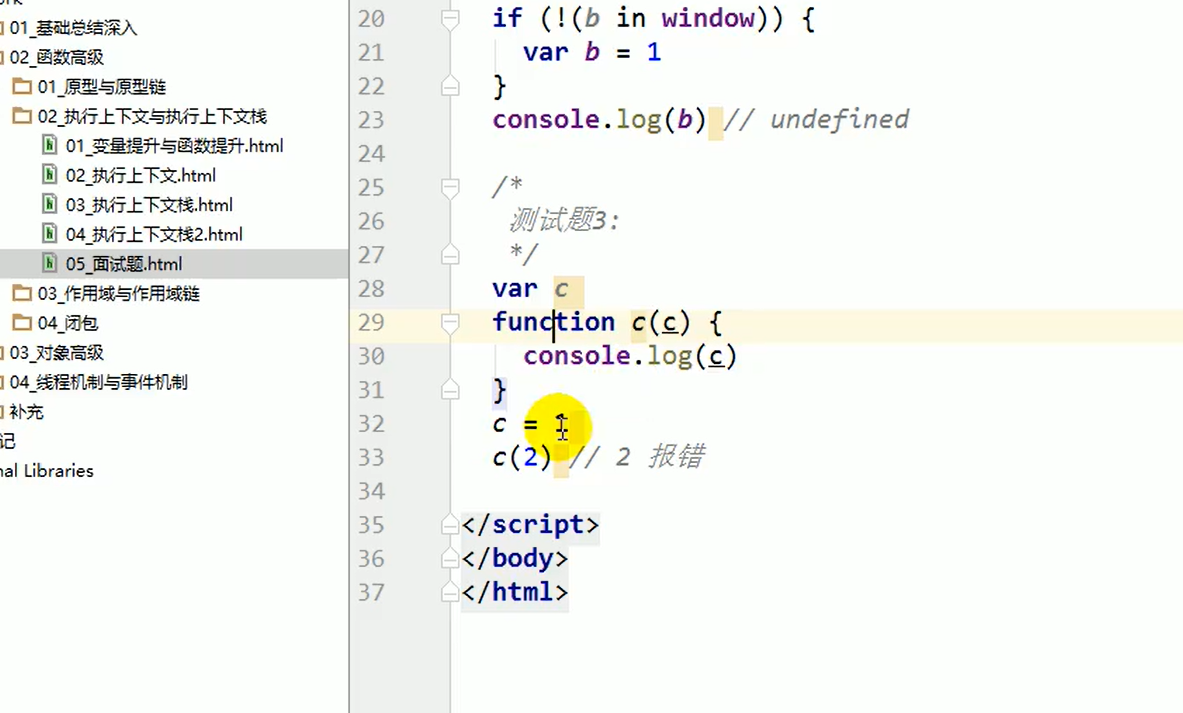 01_基础总结深入
02_函数高级
01_原型与原型链
02_执行上下文与执行上下文栈
01_变量提升与函数提升.html
02_执行上下文.html
03_执行上下文栈.html
04_执行上下文栈2.html
05_面试题.html
03_作用域与作用域链
04_闭包
03_对象高级
04_线程机制与事件机制
补充
记
nal Libraries
20 if (!(b in window)) {
21 var b = 1
22 }
23 console.log(b) // undefined
24
25 /*
26 测试题3:
27 */
28 var c
29 function c(c) {
30 console.log(c)
31 }
32 c = 1
33 c(2) // 2 报错
34
35 </script>
36 </body>
37 </html>